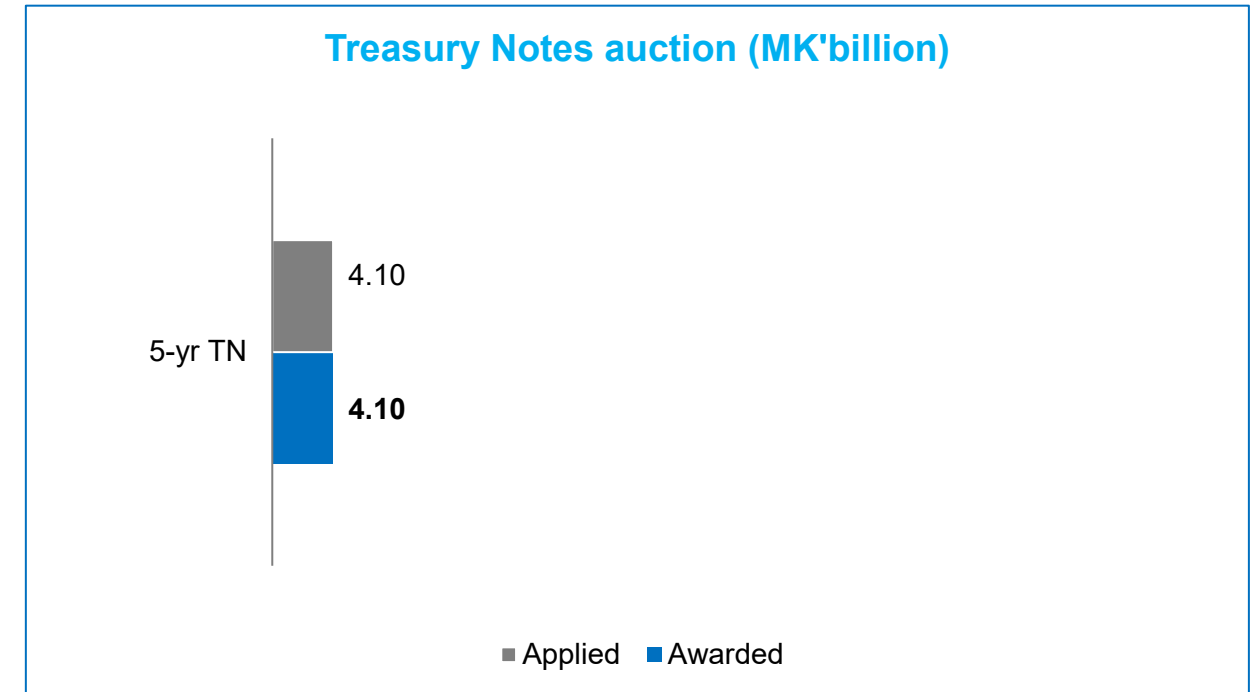 Treasury Notes auction (MK'billion)
4.10
5-yr TN
4.10
Applied Awarded